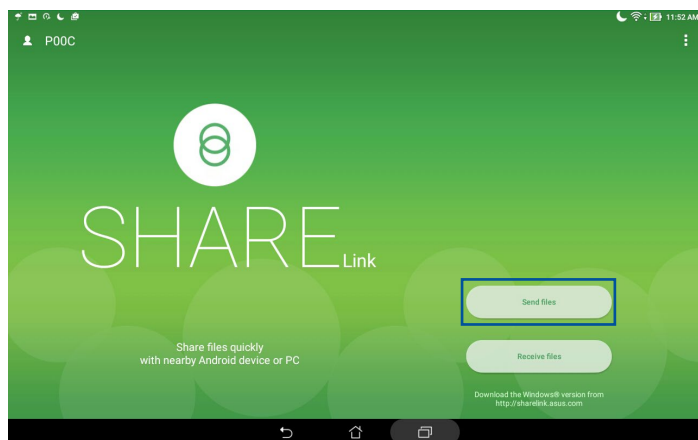 11:52 AM
P00C
SHARE Link
Share files quickly
with nearby Android device or PC
Send files
Receive files
Download the Windows® version from
http://sharelink.asus.com